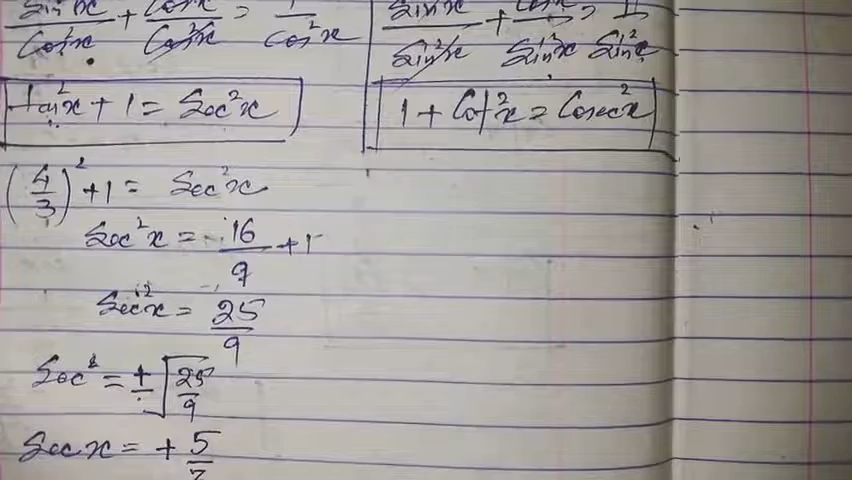 sin²x/cos²x + cos²x/cos²x = 1/cos²x
sin²x/sin²x + cos²x/sin²x = 1/sin²x
tan²x + 1 = Sec²x
1 + Cot²x = Cosec²x
(4/3)² + 1 = Sec²x
Sec²x = 16/9 + 1
Sec²x = 25/9
Sec² = ± √25/9
Sec x = + 5/3